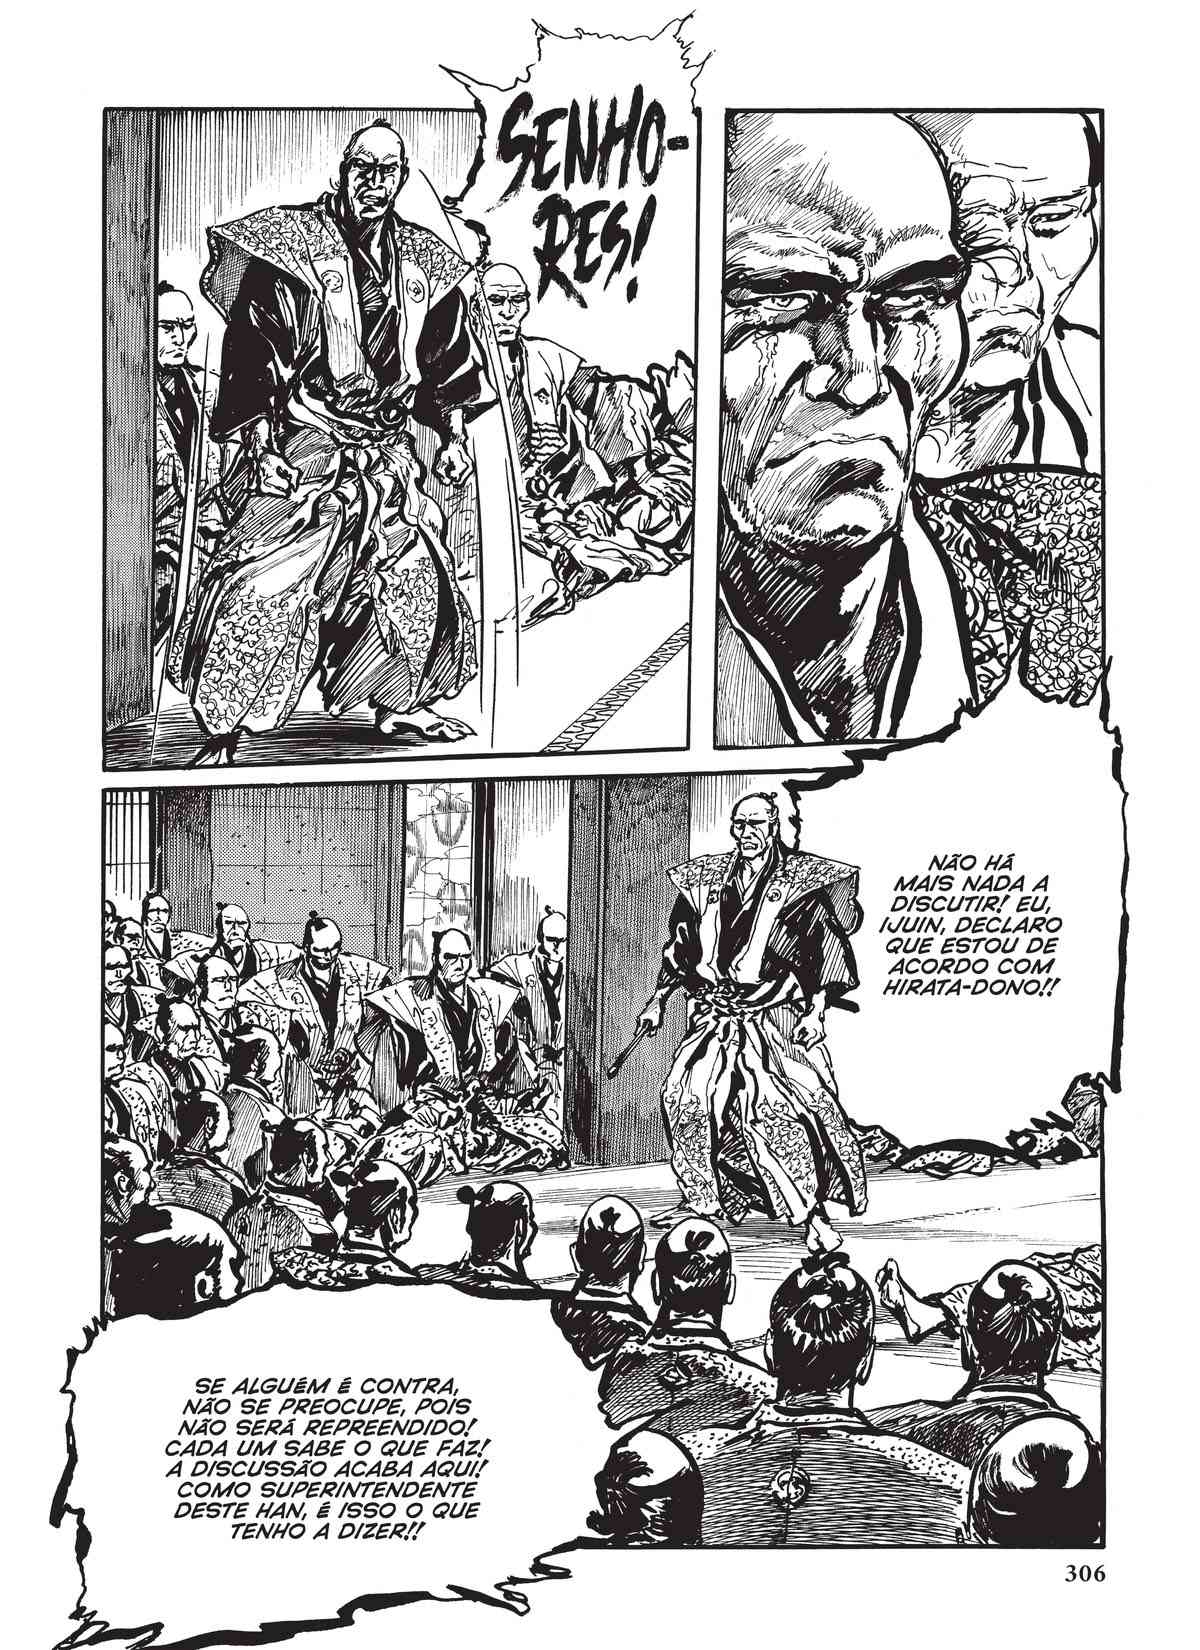 SENHO-
RES!
NÃO HÁ
MAIS NADA A
DISCUTIR! EU,
IJUIN, DECLARO
QUE ESTOU DE
ACORDO COM
HIRATA-DONO!!
SE ALGUÉM É CONTRA,
NÃO SE PREOCUPE, POIS
NÃO SERÁ REPREENDIDO!
CADA UM SABE O QUE FAZ!
A DISCUSSÃO ACABA AQUI!
COMO SUPERINTENDENTE
DESTE HAN, É ISSO O QUE
TENHO A DIZER!!
306